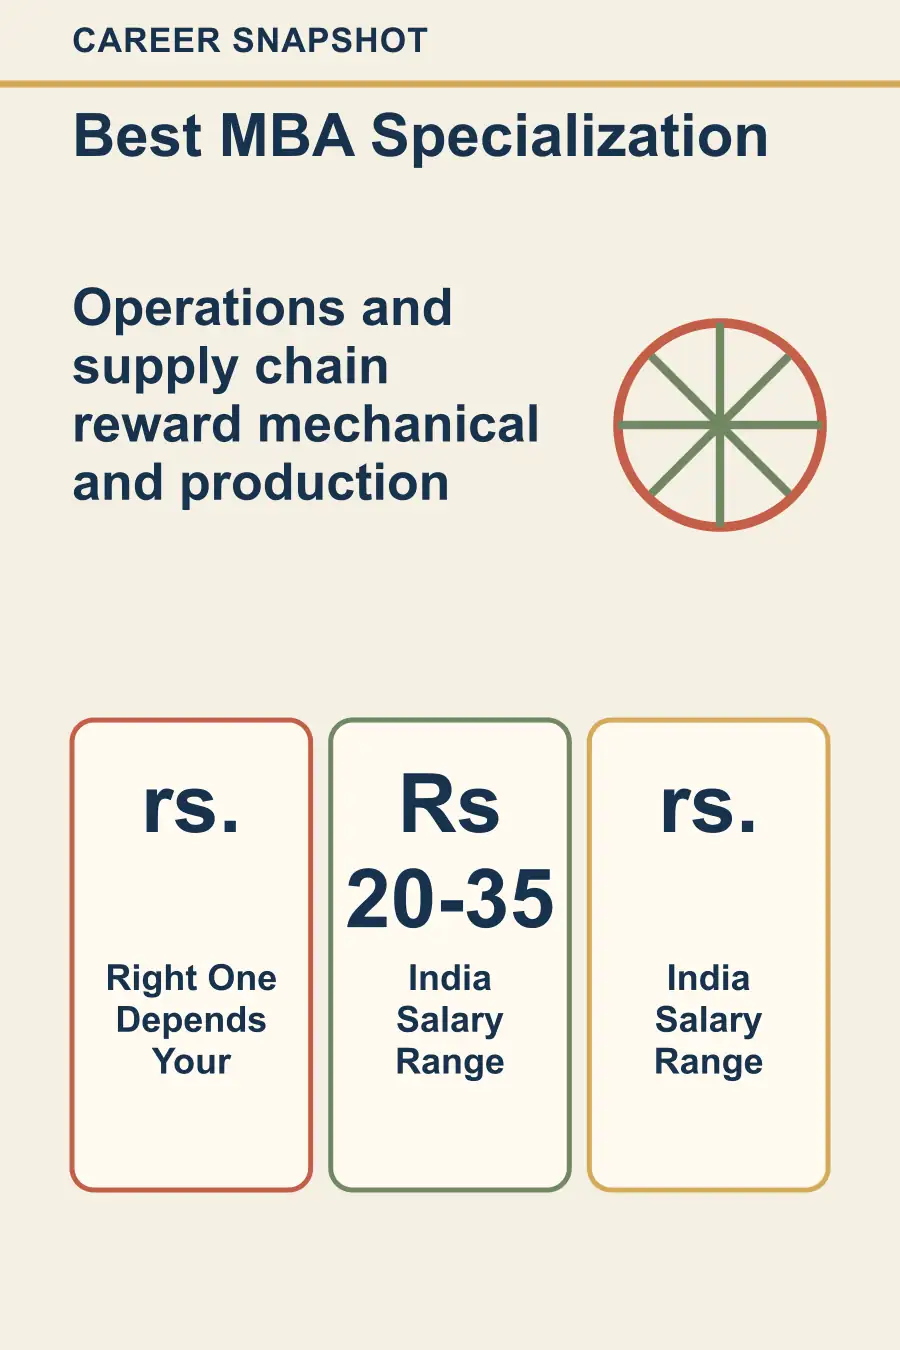 CAREER SNAPSHOT
Best MBA Specialization
Operations and
supply chain
reward mechanical
and production
rs.
Right One
Depends
Your
Rs
20-35
India
Salary
Range
rs.
India
Salary
Range